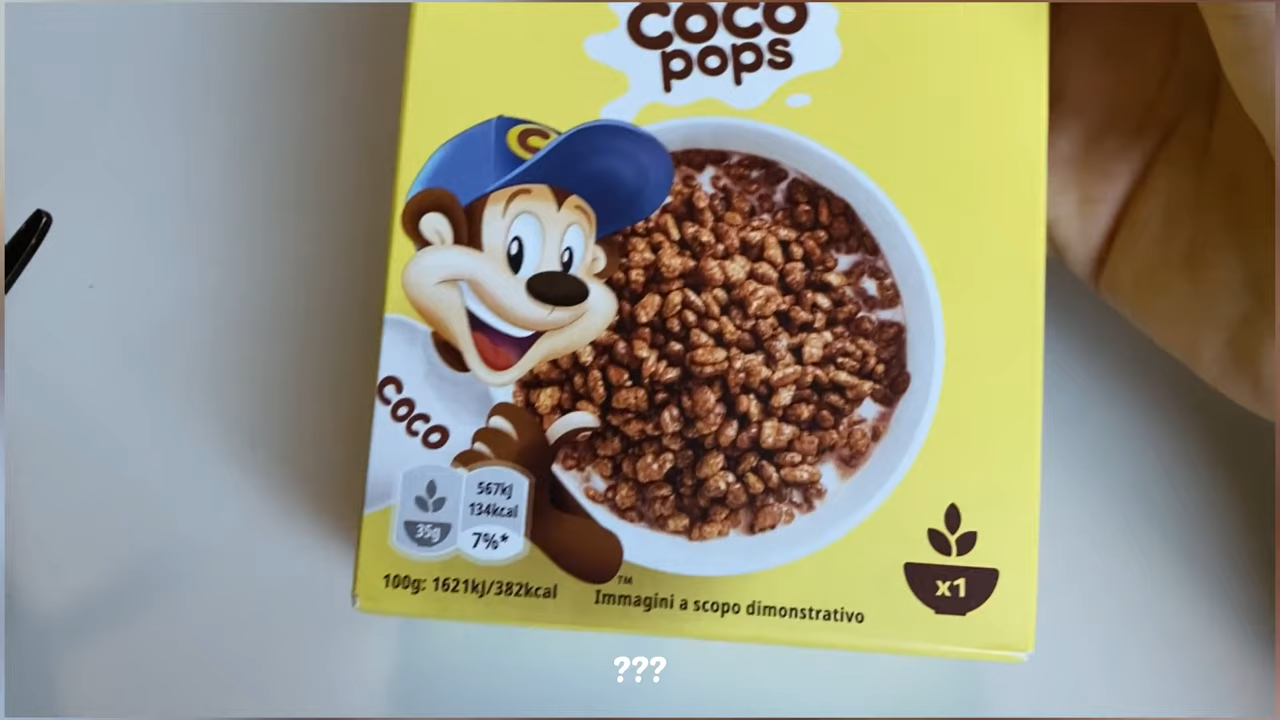 coco
pops
C
coco
35g
567kJ
134kcal
7%*
100g: 1621kJ/382kcal
™
Immagini a scopo dimonstrativo
x1
???